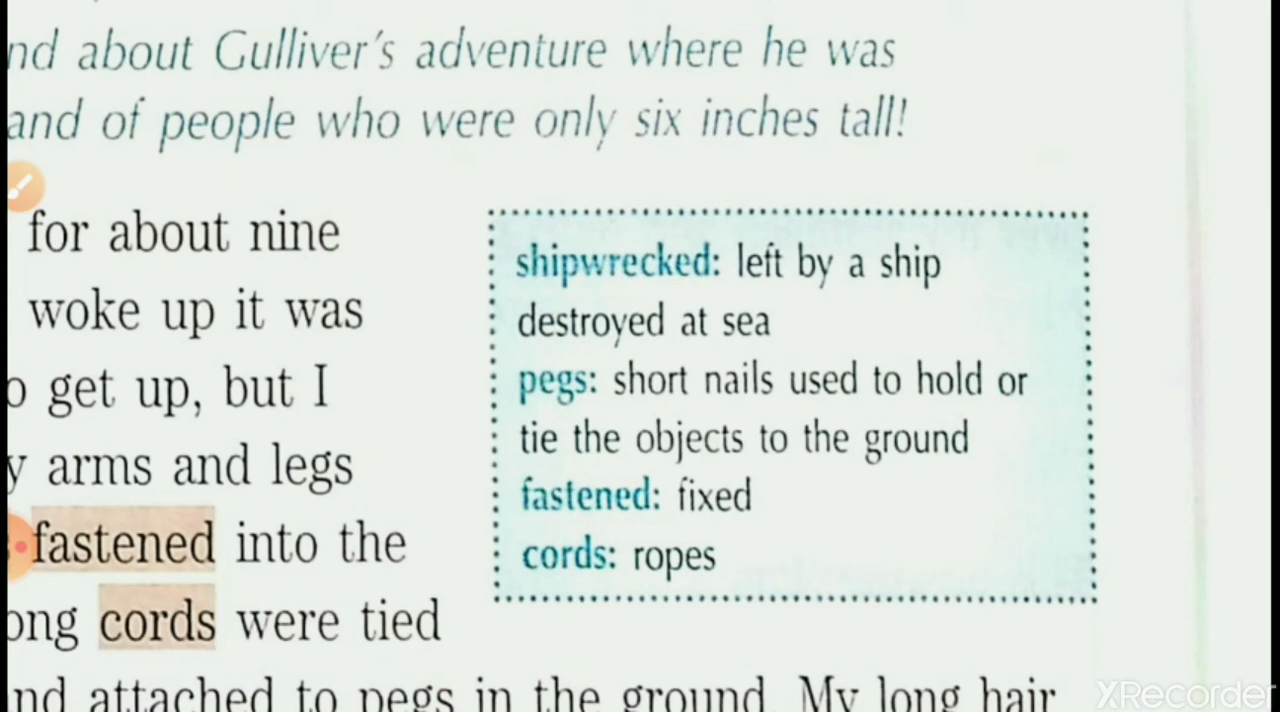 nd about Gulliver's adventure where he was
and of people who were only six inches tall!
for about nine
woke up it was
o get up, but I
y arms and legs
fastened into the
ong cords were tied
nd attached to pegs in the ground. My long hair
shipwrecked: left by a ship
destroyed at sea
pegs: short nails used to hold or
tie the objects to the ground
fastened: fixed
cords: ropes
XRecorder